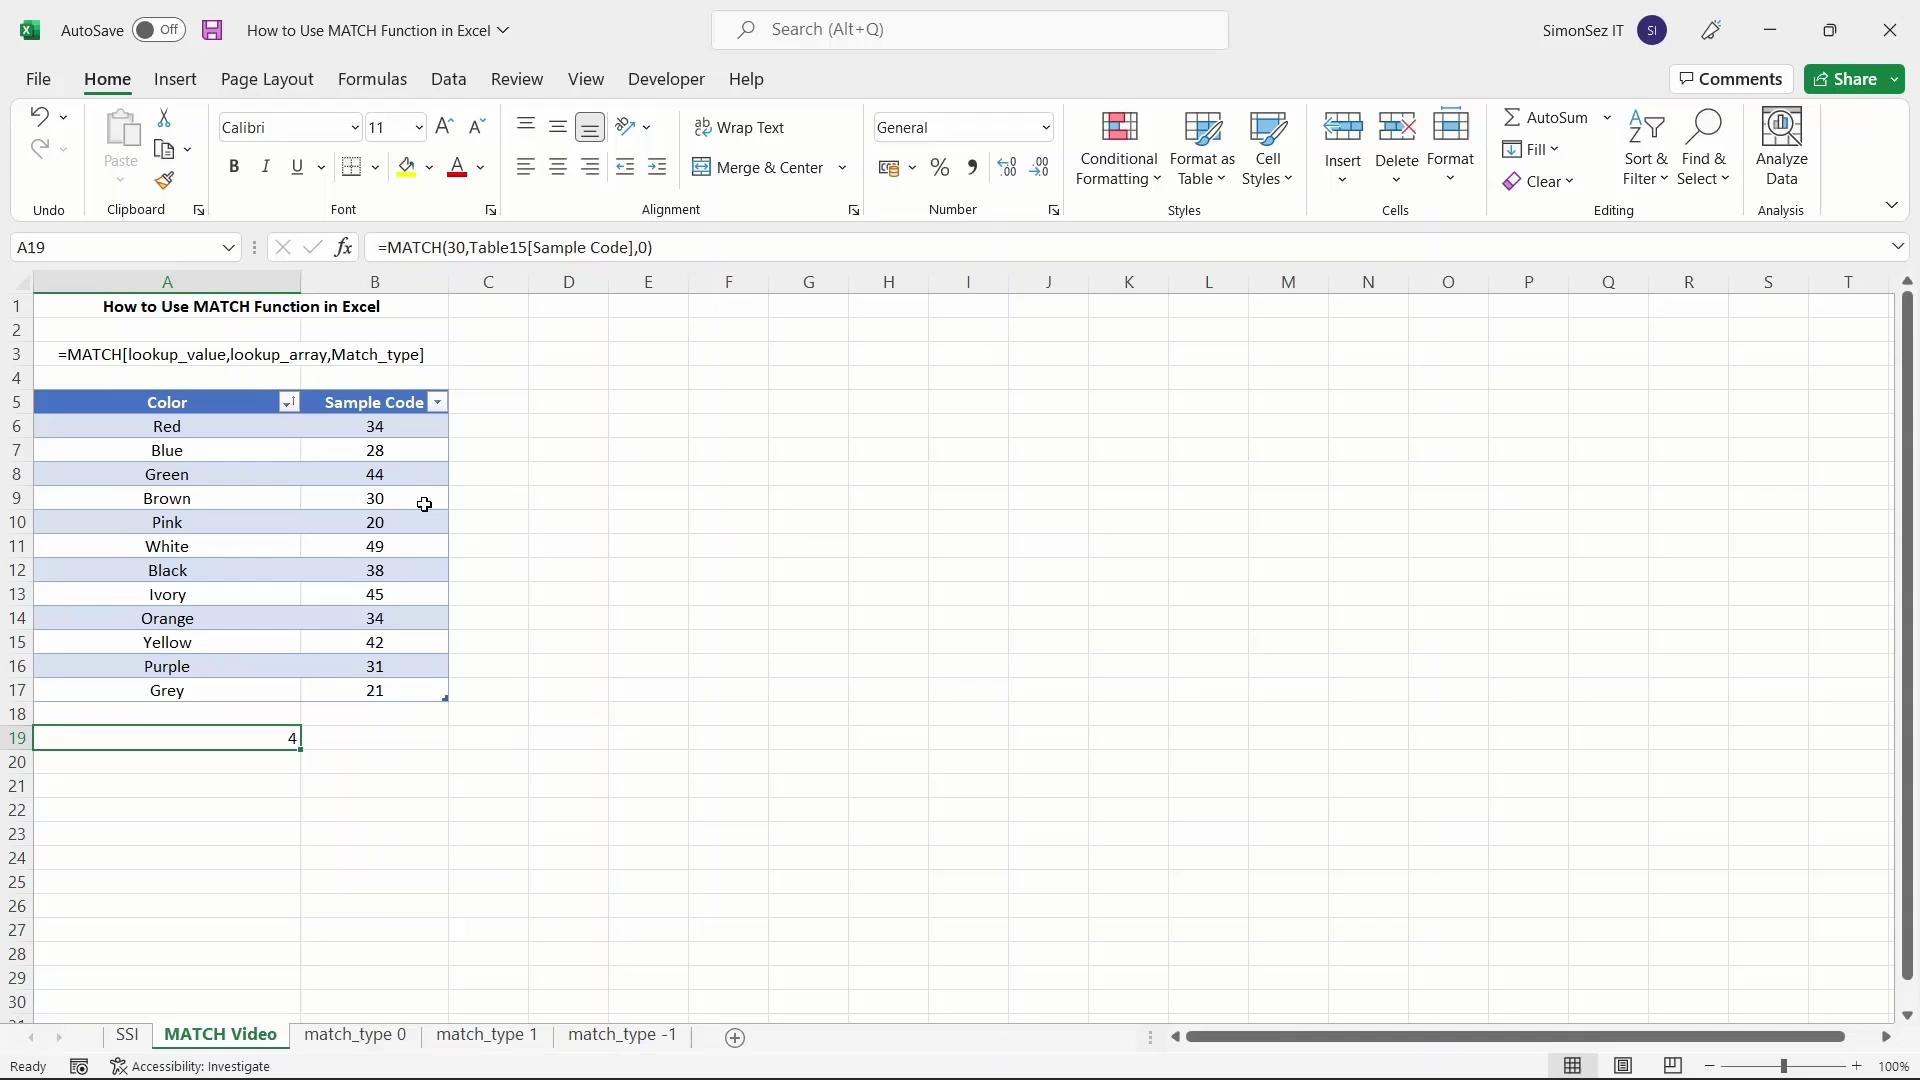 AutoSave Off How to Use MATCH Function in Excel Search (Alt+Q) SimonSez IT SI
File Home Insert Page Layout Formulas Data Review View Developer Help Comments Share
Calibri 11 Wrap Text General AutoSum
Paste B I U Merge & Center % Conditional Formatting Format as Table Cell Styles Insert Delete Format Fill Sort & Filter Find & Select Analyze Data
Clear
Undo Clipboard Font Alignment Number Styles Cells Editing Analysis
A19 fx =MATCH(30,Table15[Sample Code],0)
A B C D E F G H I J K L M N O P Q R S T
1 How to Use MATCH Function in Excel
2
3 =MATCH[lookup_value,lookup_array,Match_type]
4
5 Color Sample Code
6 Red 34
7 Blue 28
8 Green 44
9 Brown 30
10 Pink 20
11 White 49
12 Black 38
13 Ivory 45
14 Orange 34
15 Yellow 42
16 Purple 31
17 Grey 21
18
19 4
20
21
22
23
24
25
26
27
28
29
30
SSI MATCH Video match_type 0 match_type 1 match_type -1
Ready Accessibility: Investigate 100%